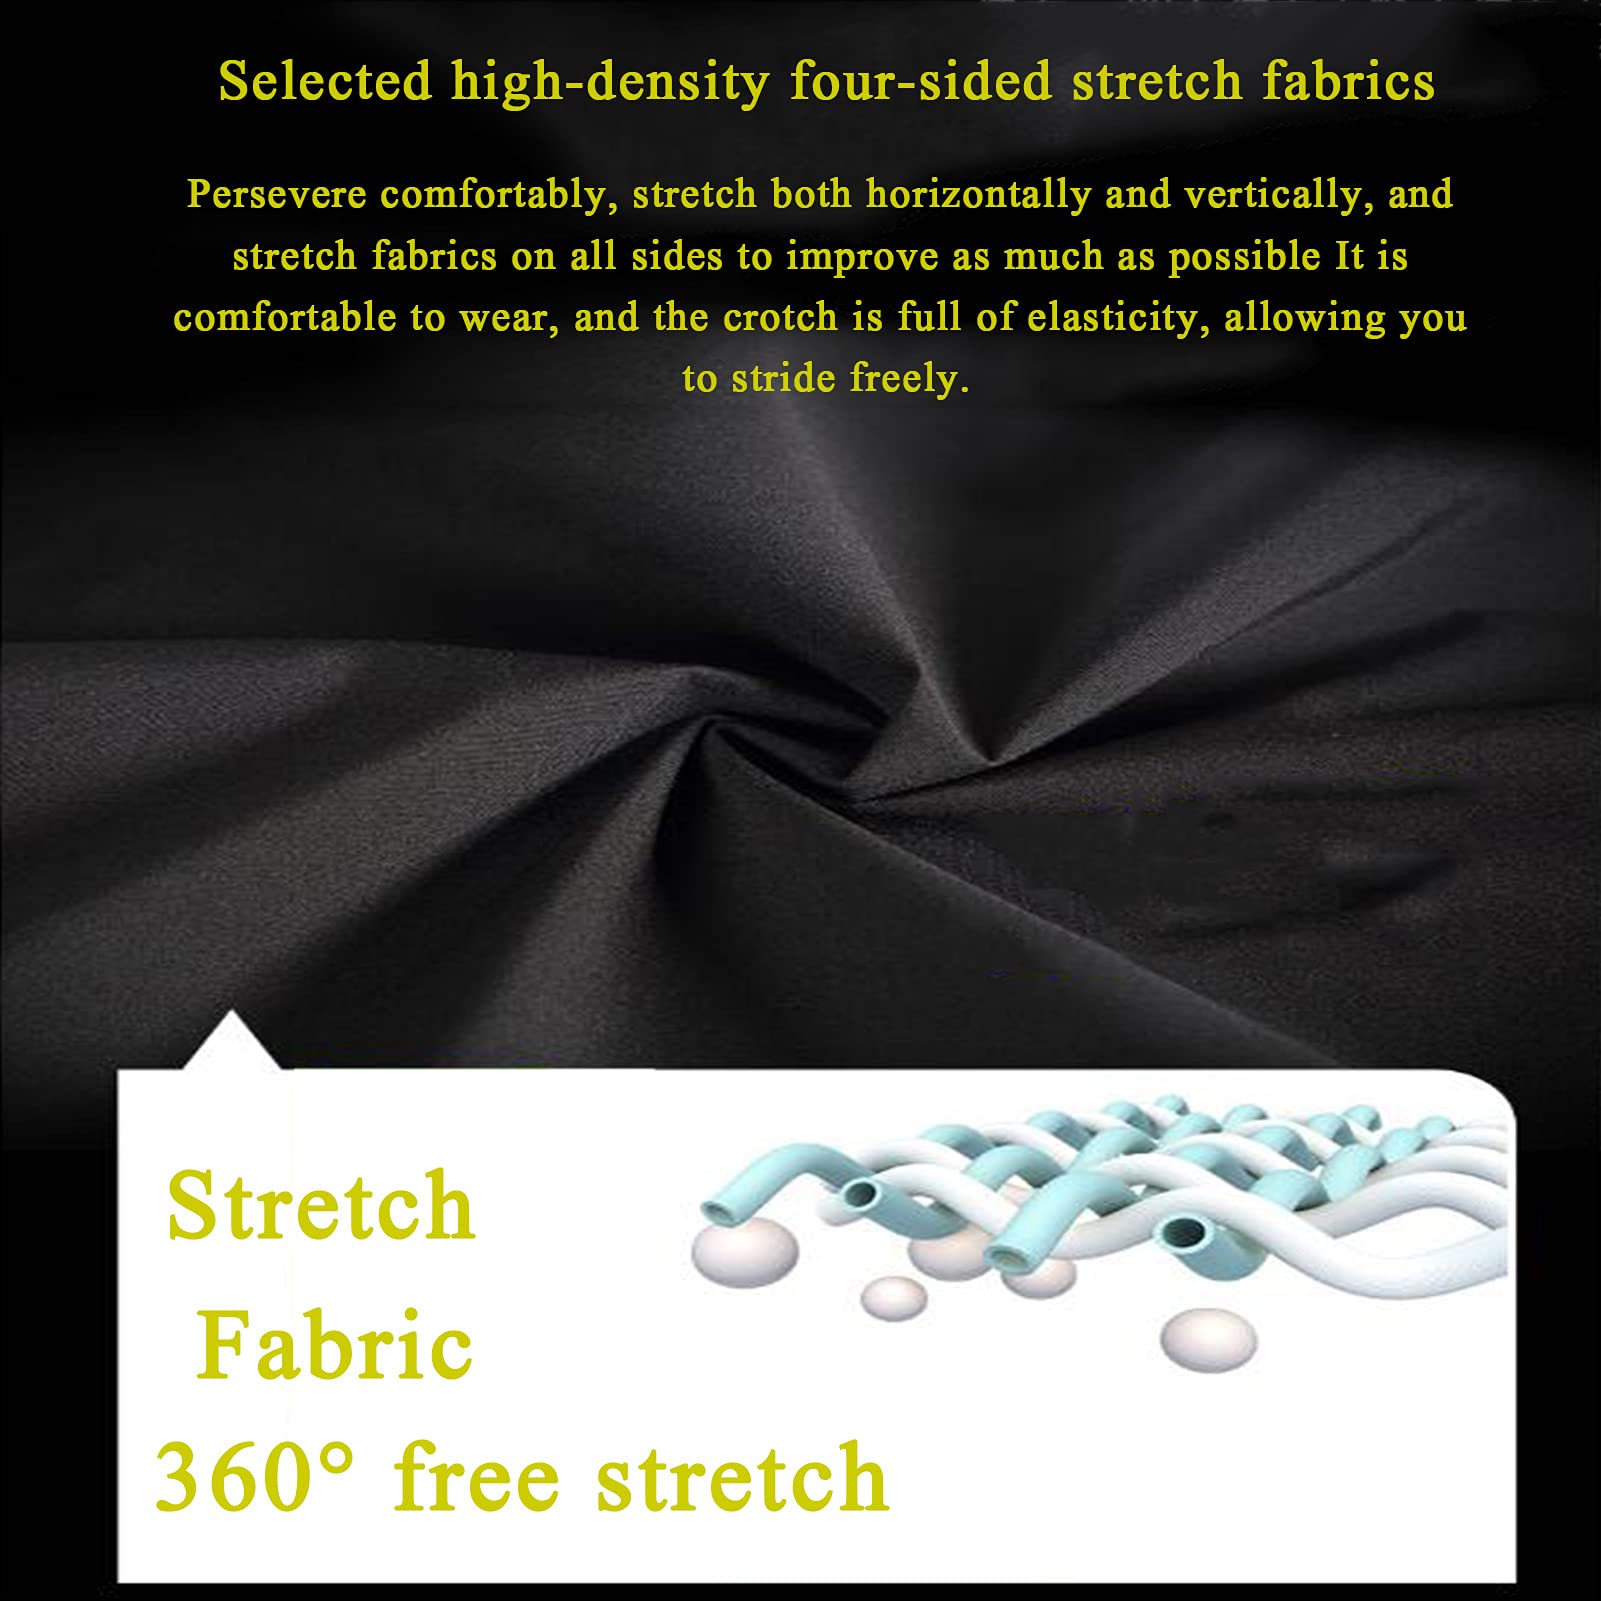 Selected high-density four-sided stretch fabrics
Persevere comfortably, stretch both horizontally and vertically, and
stretch fabrics on all sides to improve as much as possible It is
comfortable to wear, and the crotch is full of elasticity, allowing you
to stride freely.
Stretch
Fabric
360° free stretch